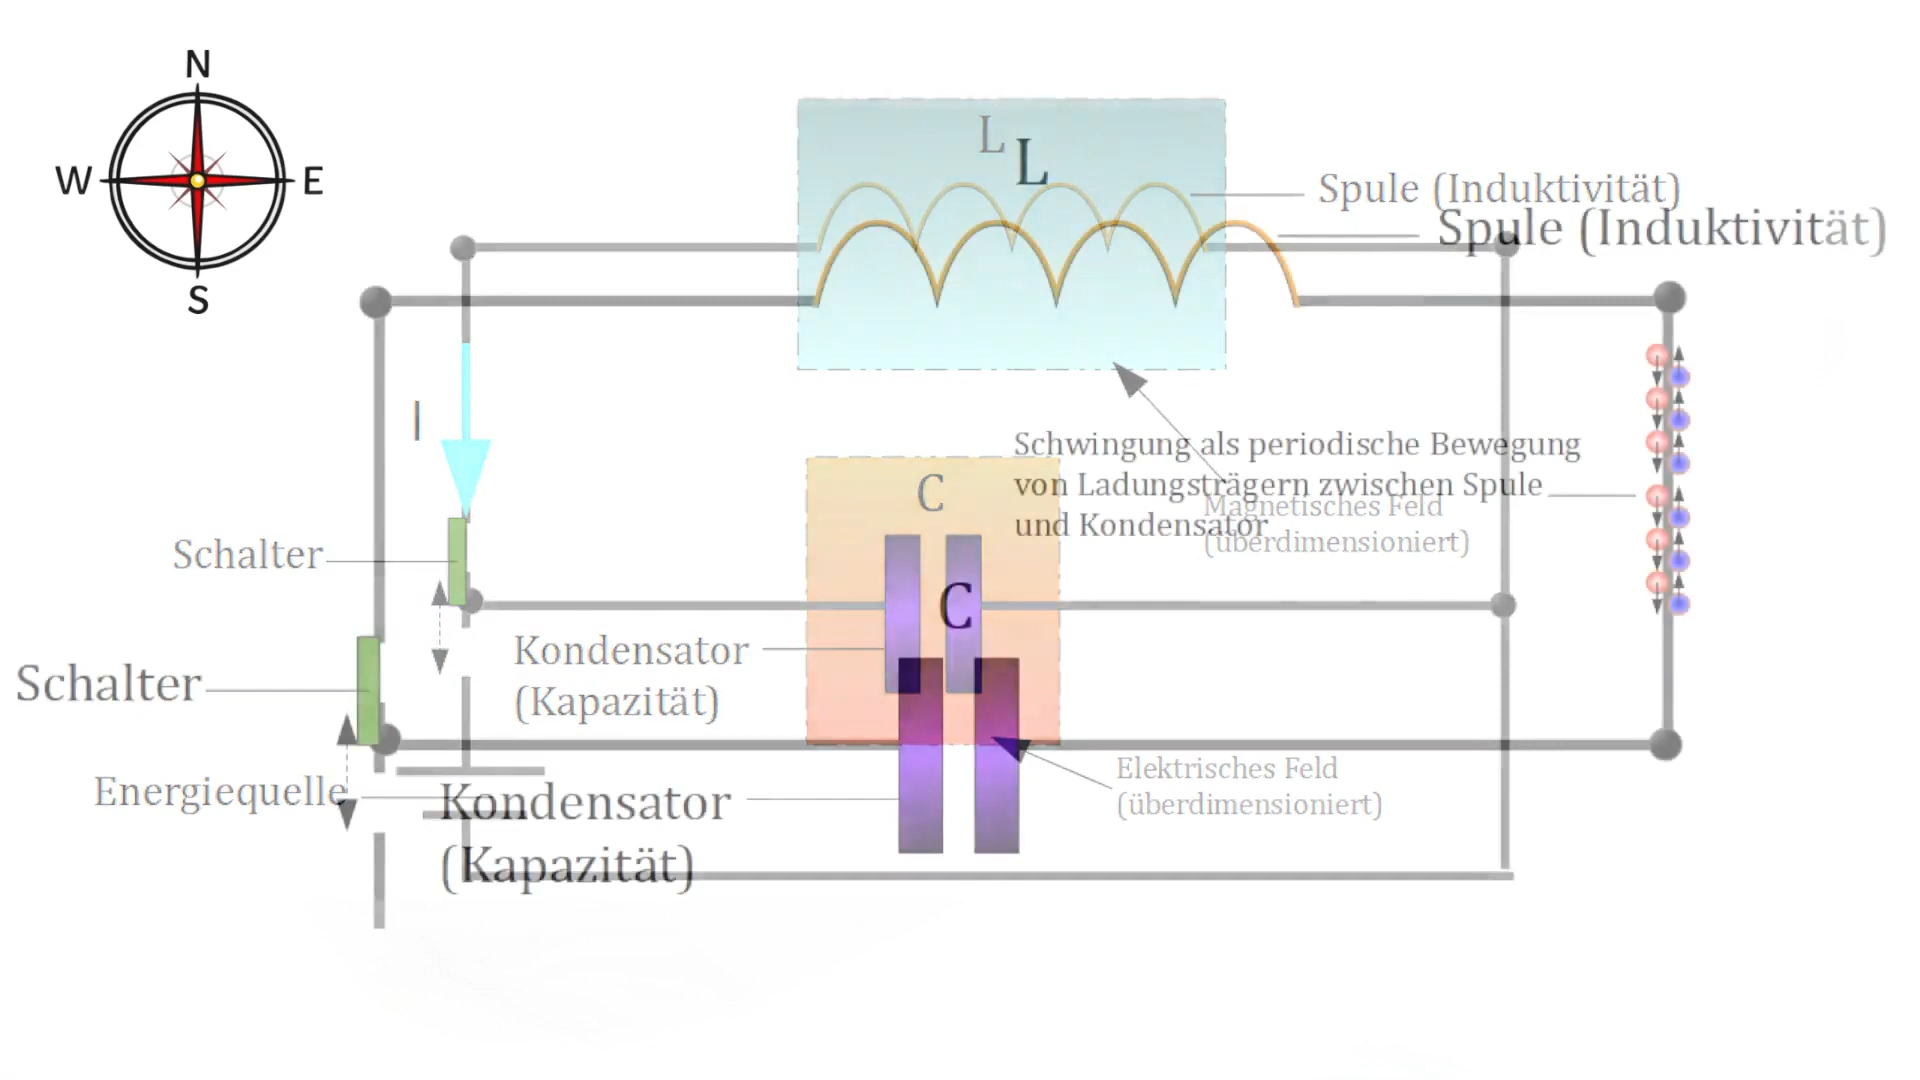 N
W
E
S
L
L
Spule (Induktivität)
Spule (Induktivität)
I
Schwingung als periodische Bewegung
von Ladungsträgern zwischen Spule
und Kondensator
Magnetisches Feld
(überdimensioniert)
C
Schalter
C
Kondensator
(Kapazität)
Schalter
Energiequelle
Elektrisches Feld
(überdimensioniert)
Kondensator
(Kapazität)